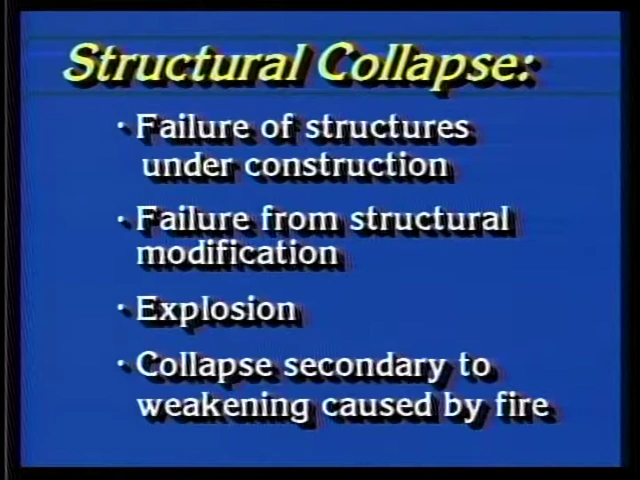 Structural Collapse:
· Failure of structures
under construction
· Failure from structural
modification
· Explosion
· Collapse secondary to
weakening caused by fire